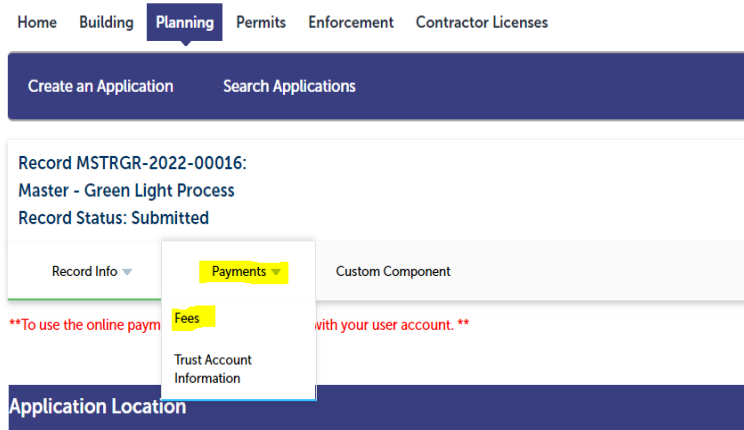 Home Building Planning Permits Enforcement Contractor Licenses
Create an Application Search Applications
Record MSTRGR-2022-00016:
Master - Green Light Process
Record Status: Submitted
Record Info Payments Custom Component
Fees
**To use the online paym with your user account. **
Trust Account
Information
Application Location